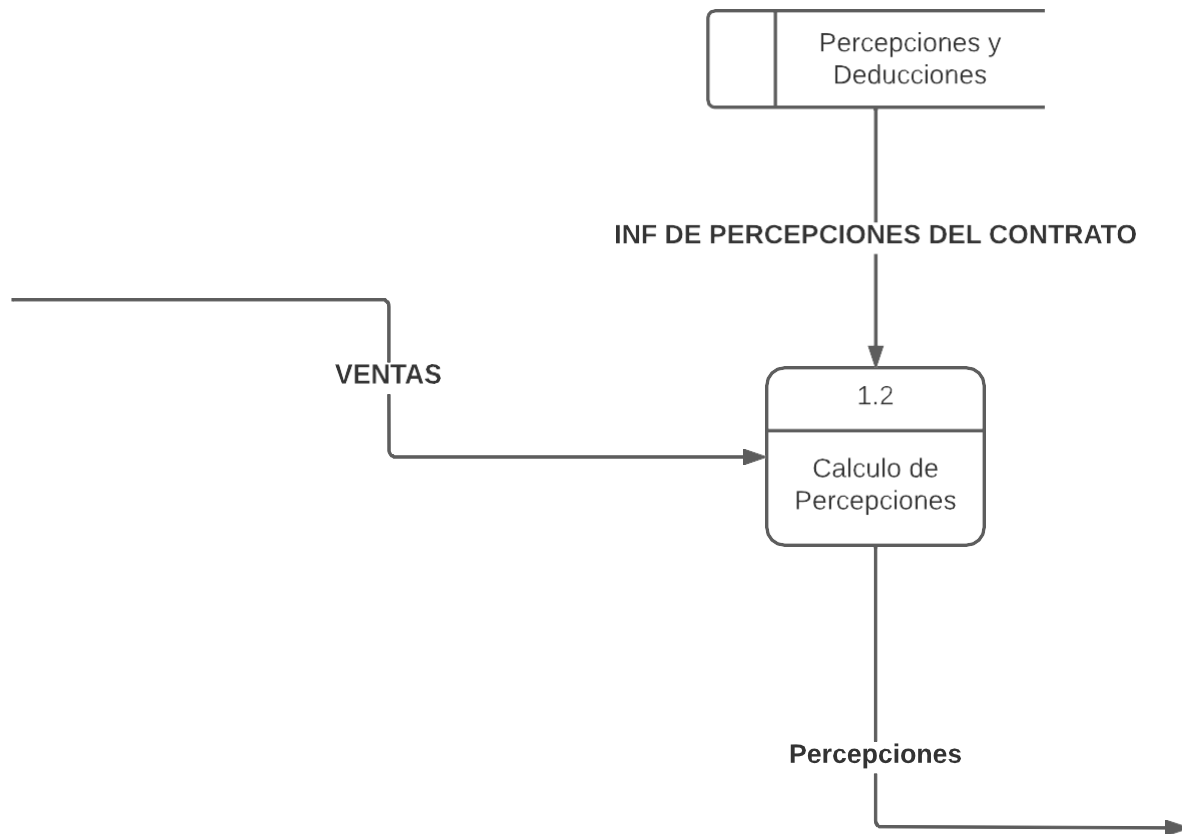 Percepciones y
Deducciones
INF DE PERCEPCIONES DEL CONTRATO
VENTAS
1.2
Calculo de
Percepciones
Percepciones